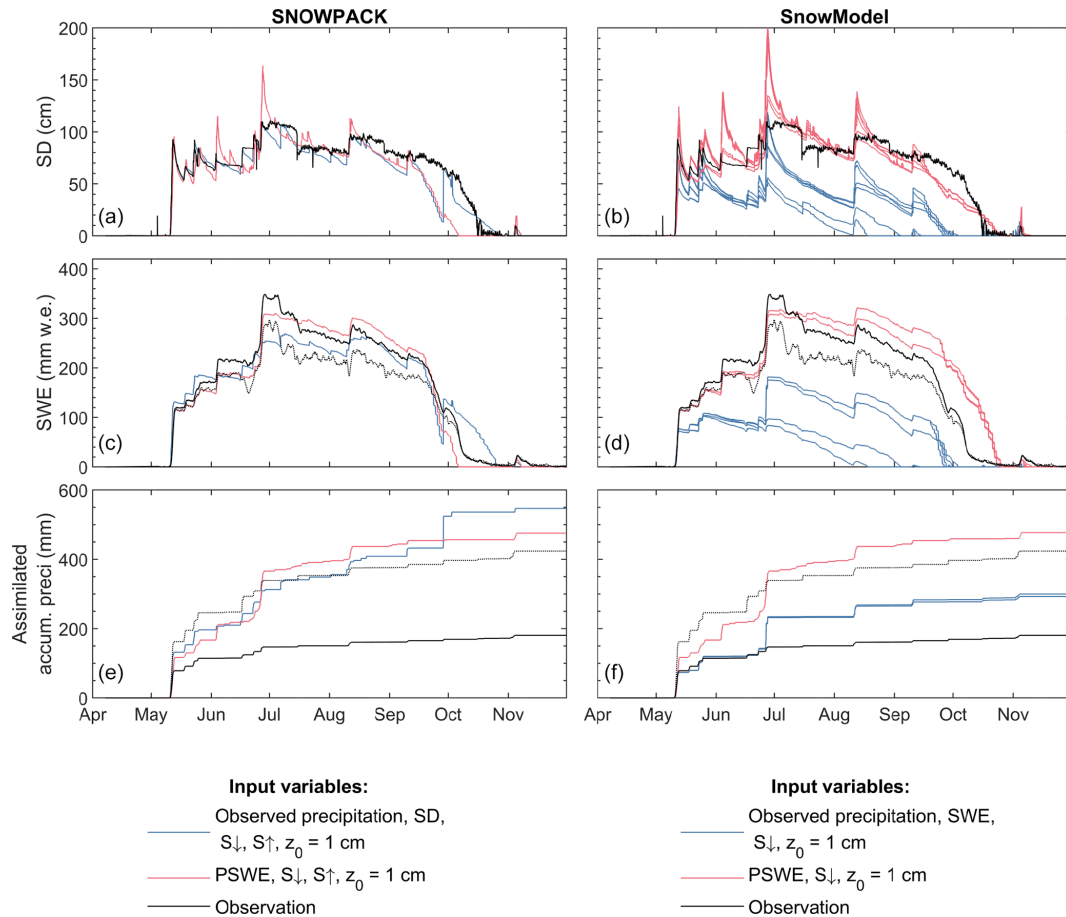 SNOWPACK
SnowModel
SD (cm)
200
150
100
50
0
(a)
(b)
SWE (mm w.e.)
400
300
200
100
0
(c)
(d)
Assimilated
accum. preci (mm)
600
400
200
0
(e)
(f)
Apr May Jun Jul Aug Sep Oct Nov
Apr May Jun Jul Aug Sep Oct Nov
Input variables:
Observed precipitation, SD,
S↓, S↑, z₀ = 1 cm
PSWE, S↓, S↑, z₀ = 1 cm
Observation
Input variables:
Observed precipitation, SWE,
S↓, z₀ = 1 cm
PSWE, S↓, z₀ = 1 cm
Observation